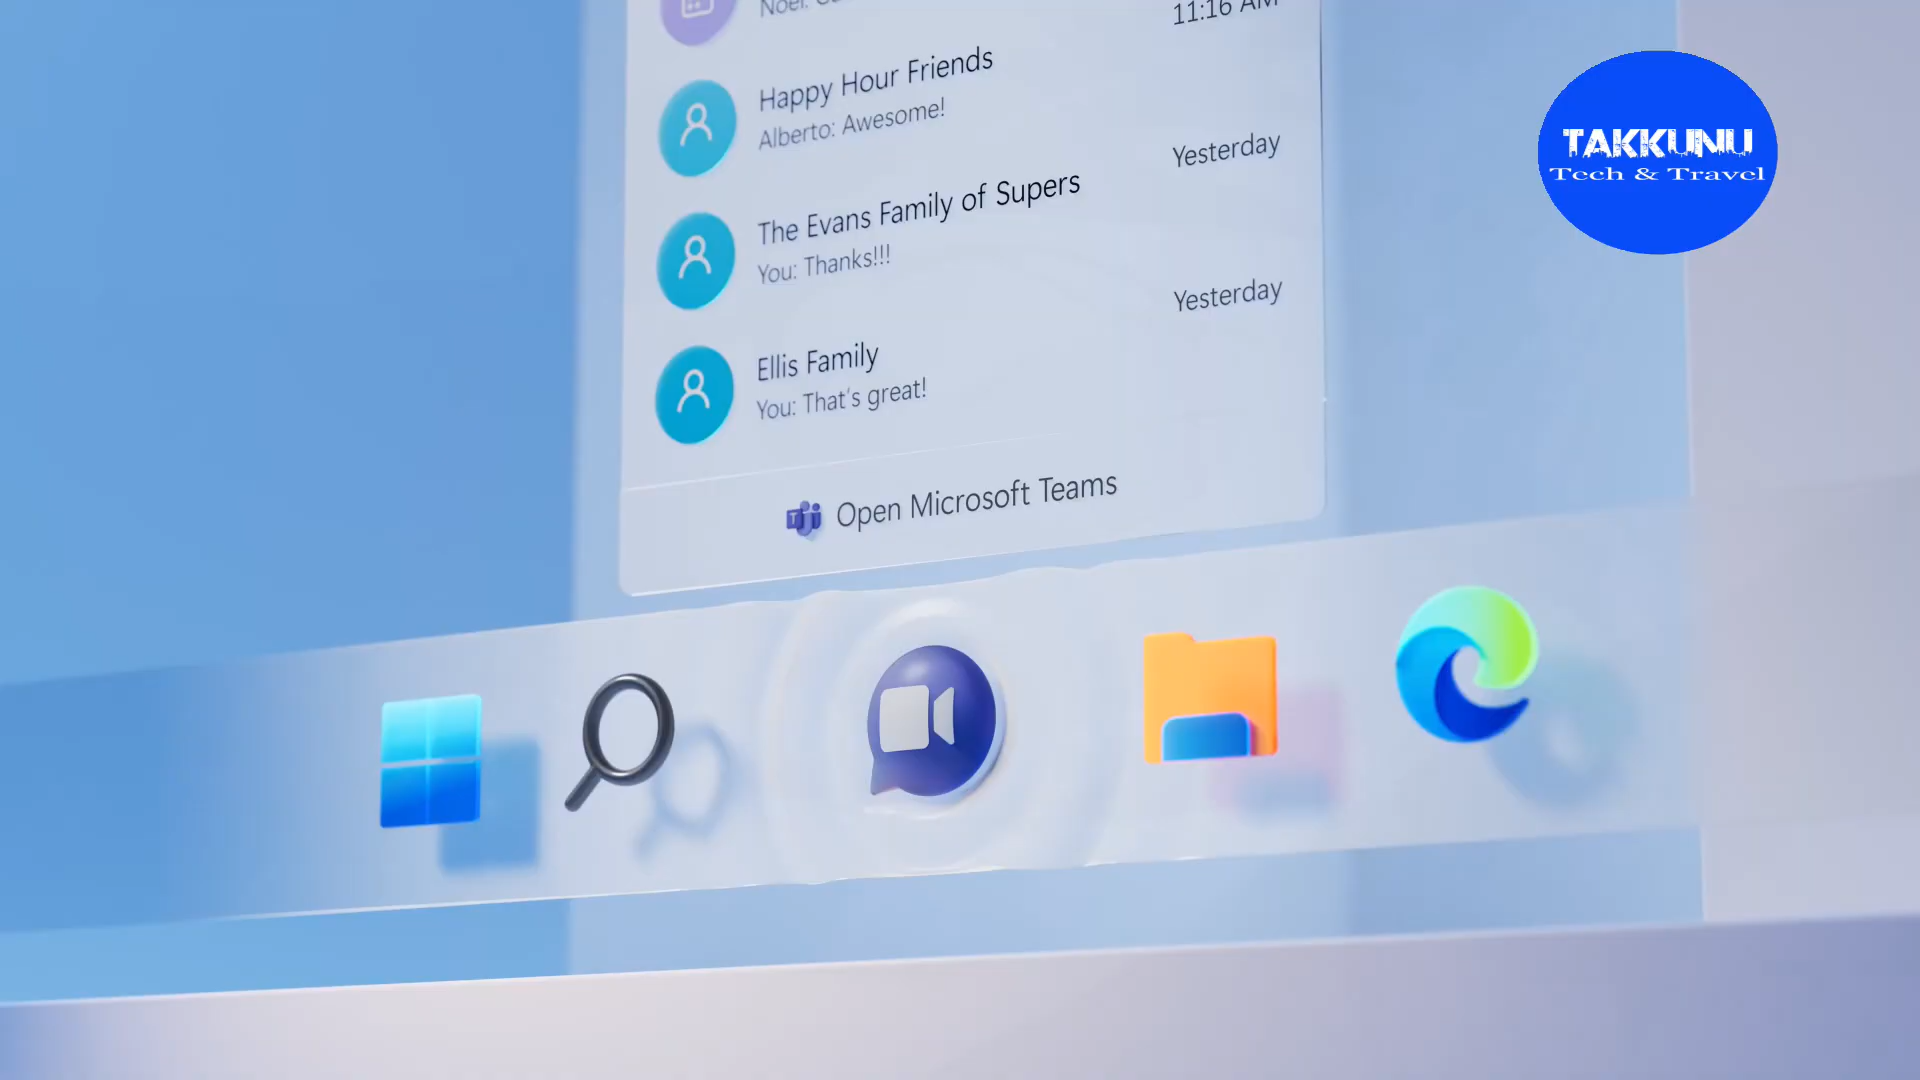 Noel:
11:16 AM
Happy Hour Friends
Alberto: Awesome!
Yesterday
The Evans Family of Supers
You: Thanks!!!
Yesterday
Ellis Family
You: That's great!
Open Microsoft Teams
TAKKUNU
Tech & Travel